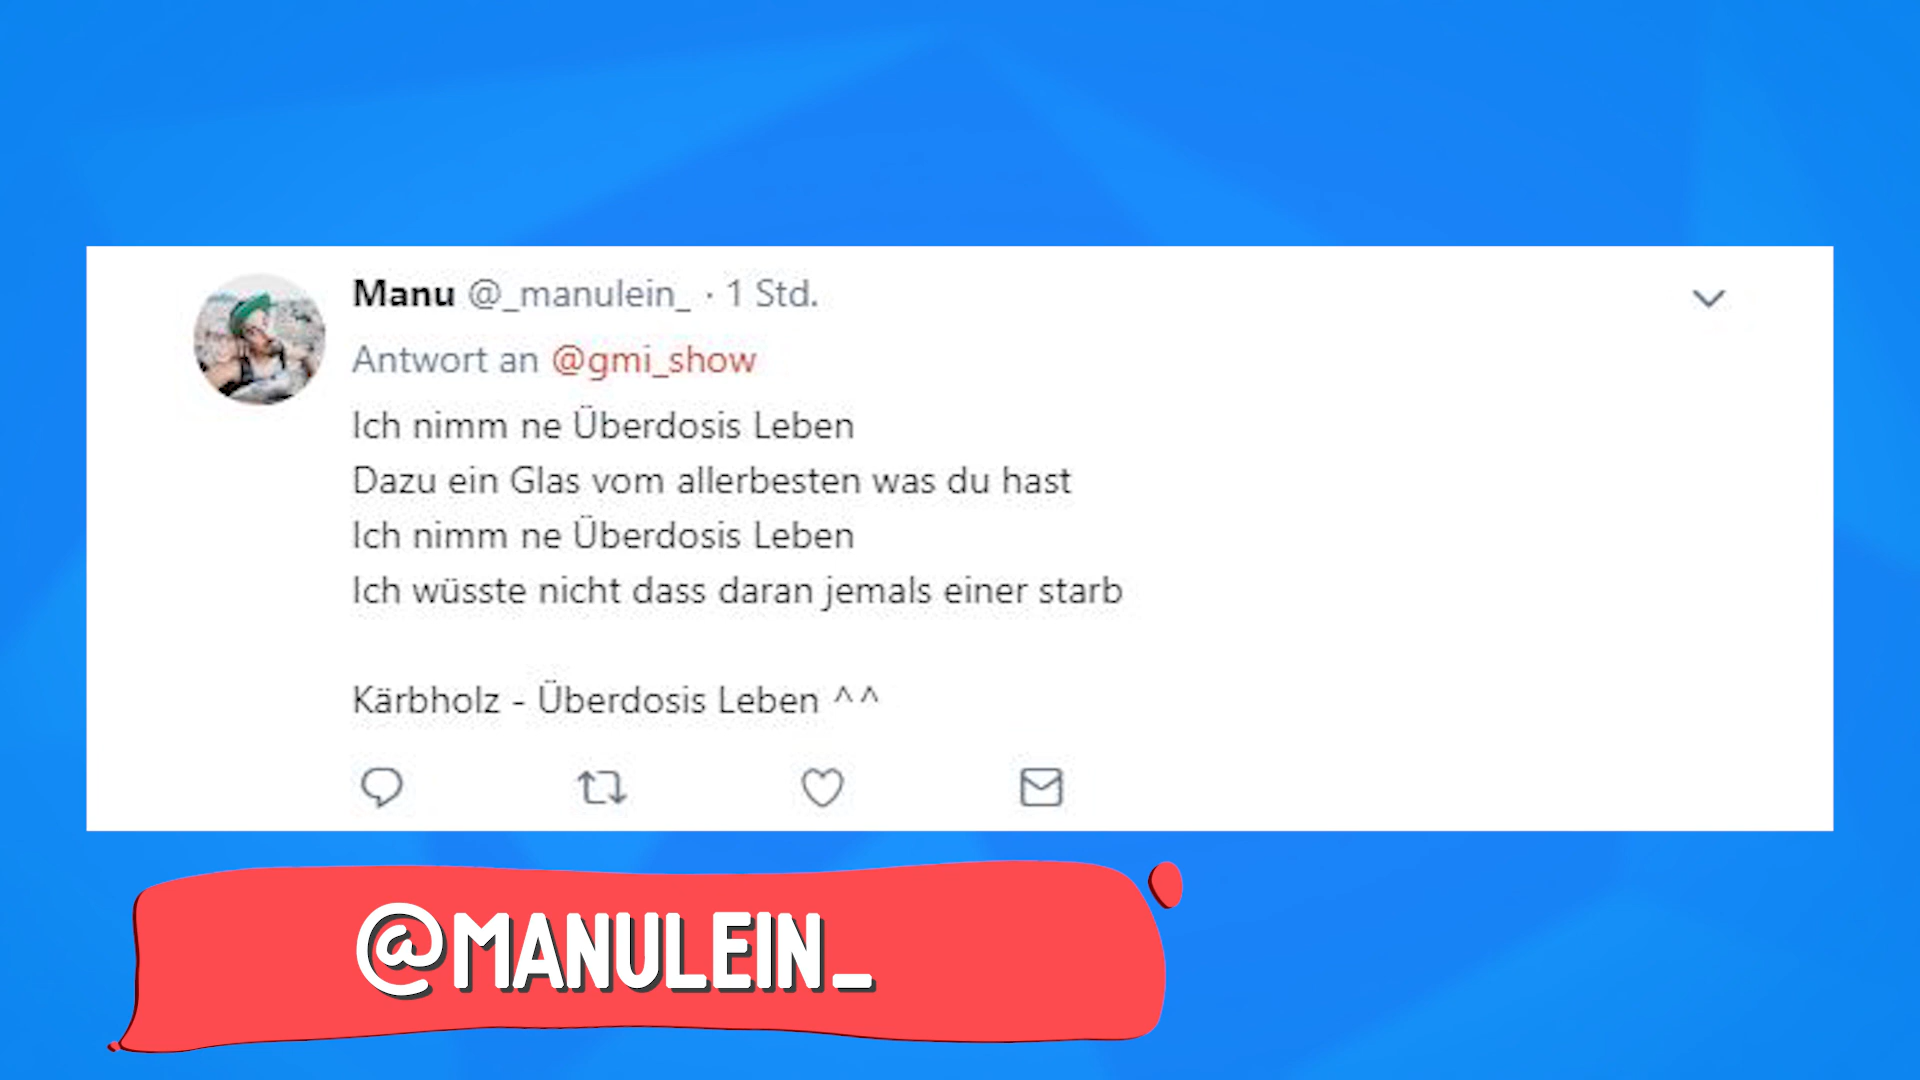 Manu @_manulein_ · 1 Std.
Antwort an @gmi_show
Ich nimm ne Überdosis Leben
Dazu ein Glas vom allerbesten was du hast
Ich nimm ne Überdosis Leben
Ich wüsste nicht dass daran jemals einer starb
Kärbholz - Überdosis Leben ^^
@MANULEIN_